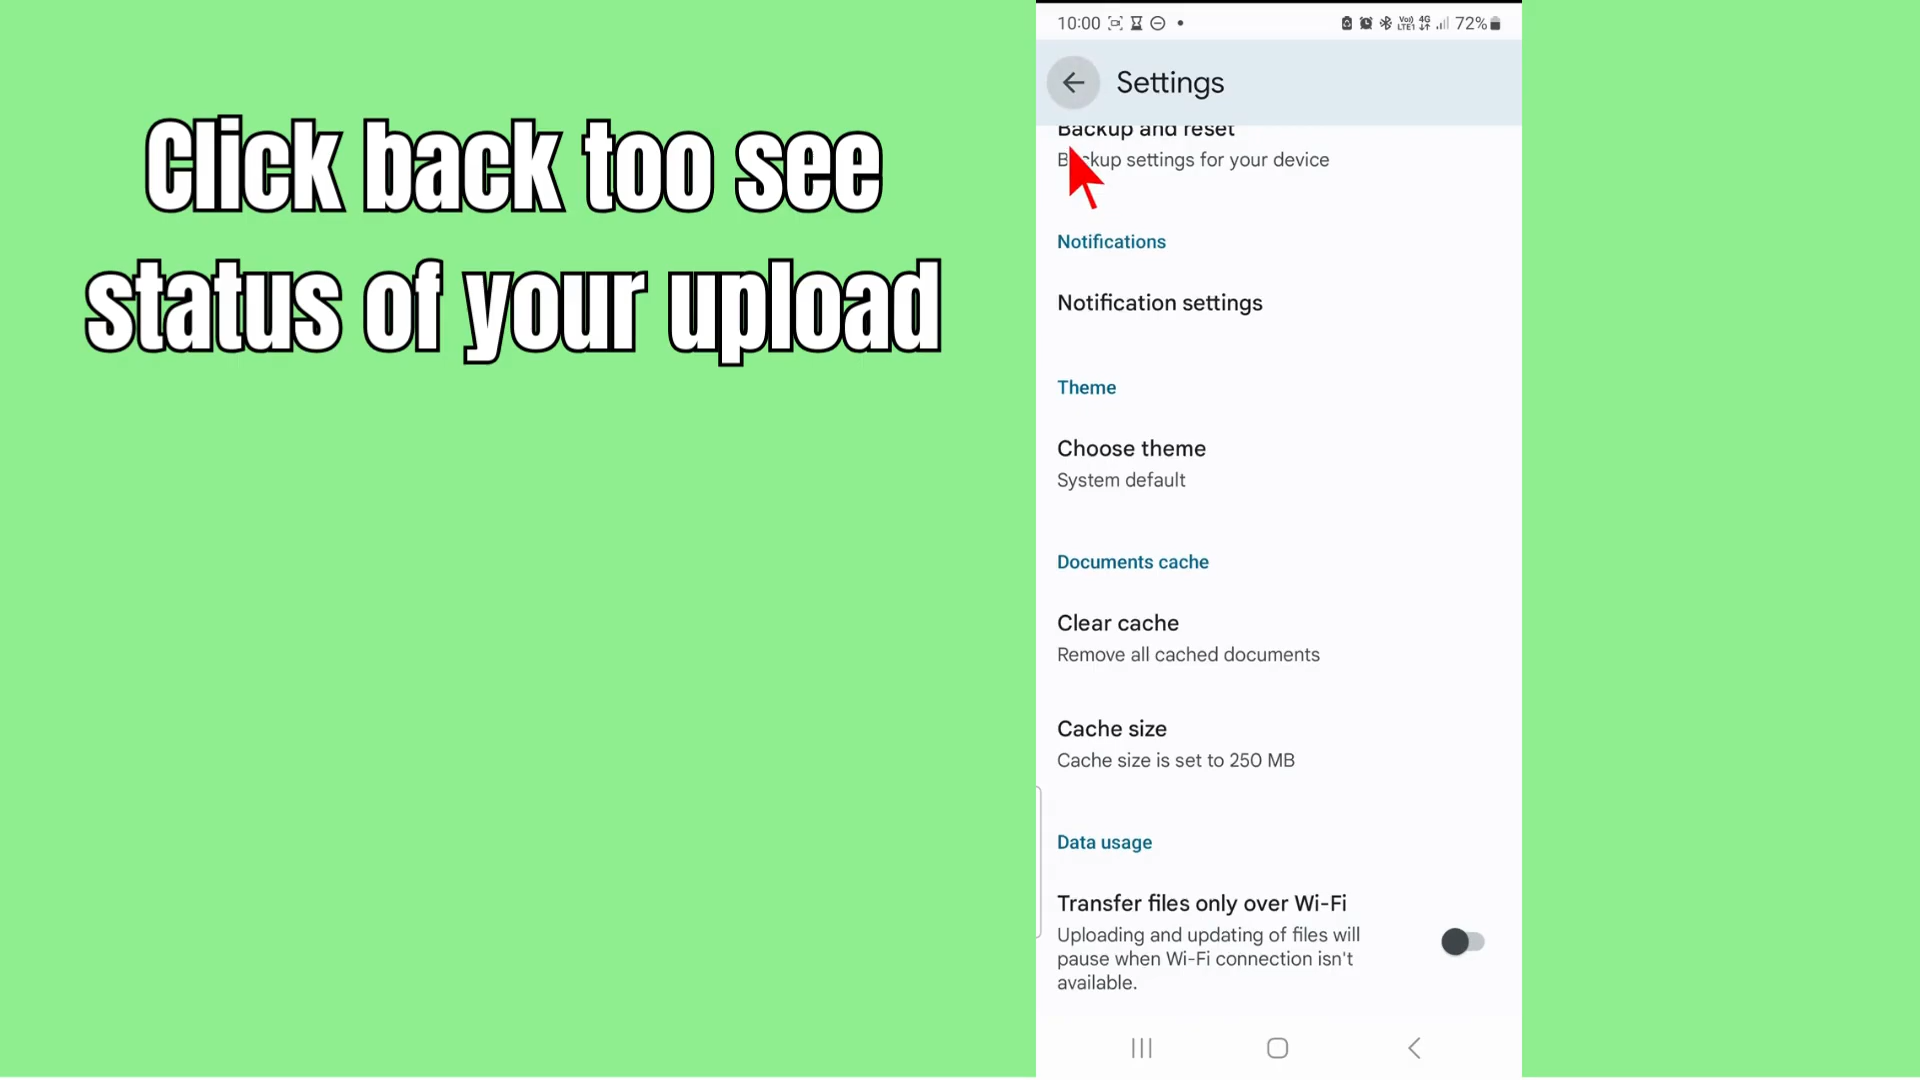 Click back too see
status of your upload
10:00
Vo)) 4G
LTE1
72%
Settings
Backup and reset
Backup settings for your device
Notifications
Notification settings
Theme
Choose theme
System default
Documents cache
Clear cache
Remove all cached documents
Cache size
Cache size is set to 250 MB
Data usage
Transfer files only over Wi-Fi
Uploading and updating of files will
pause when Wi-Fi connection isn't
available.